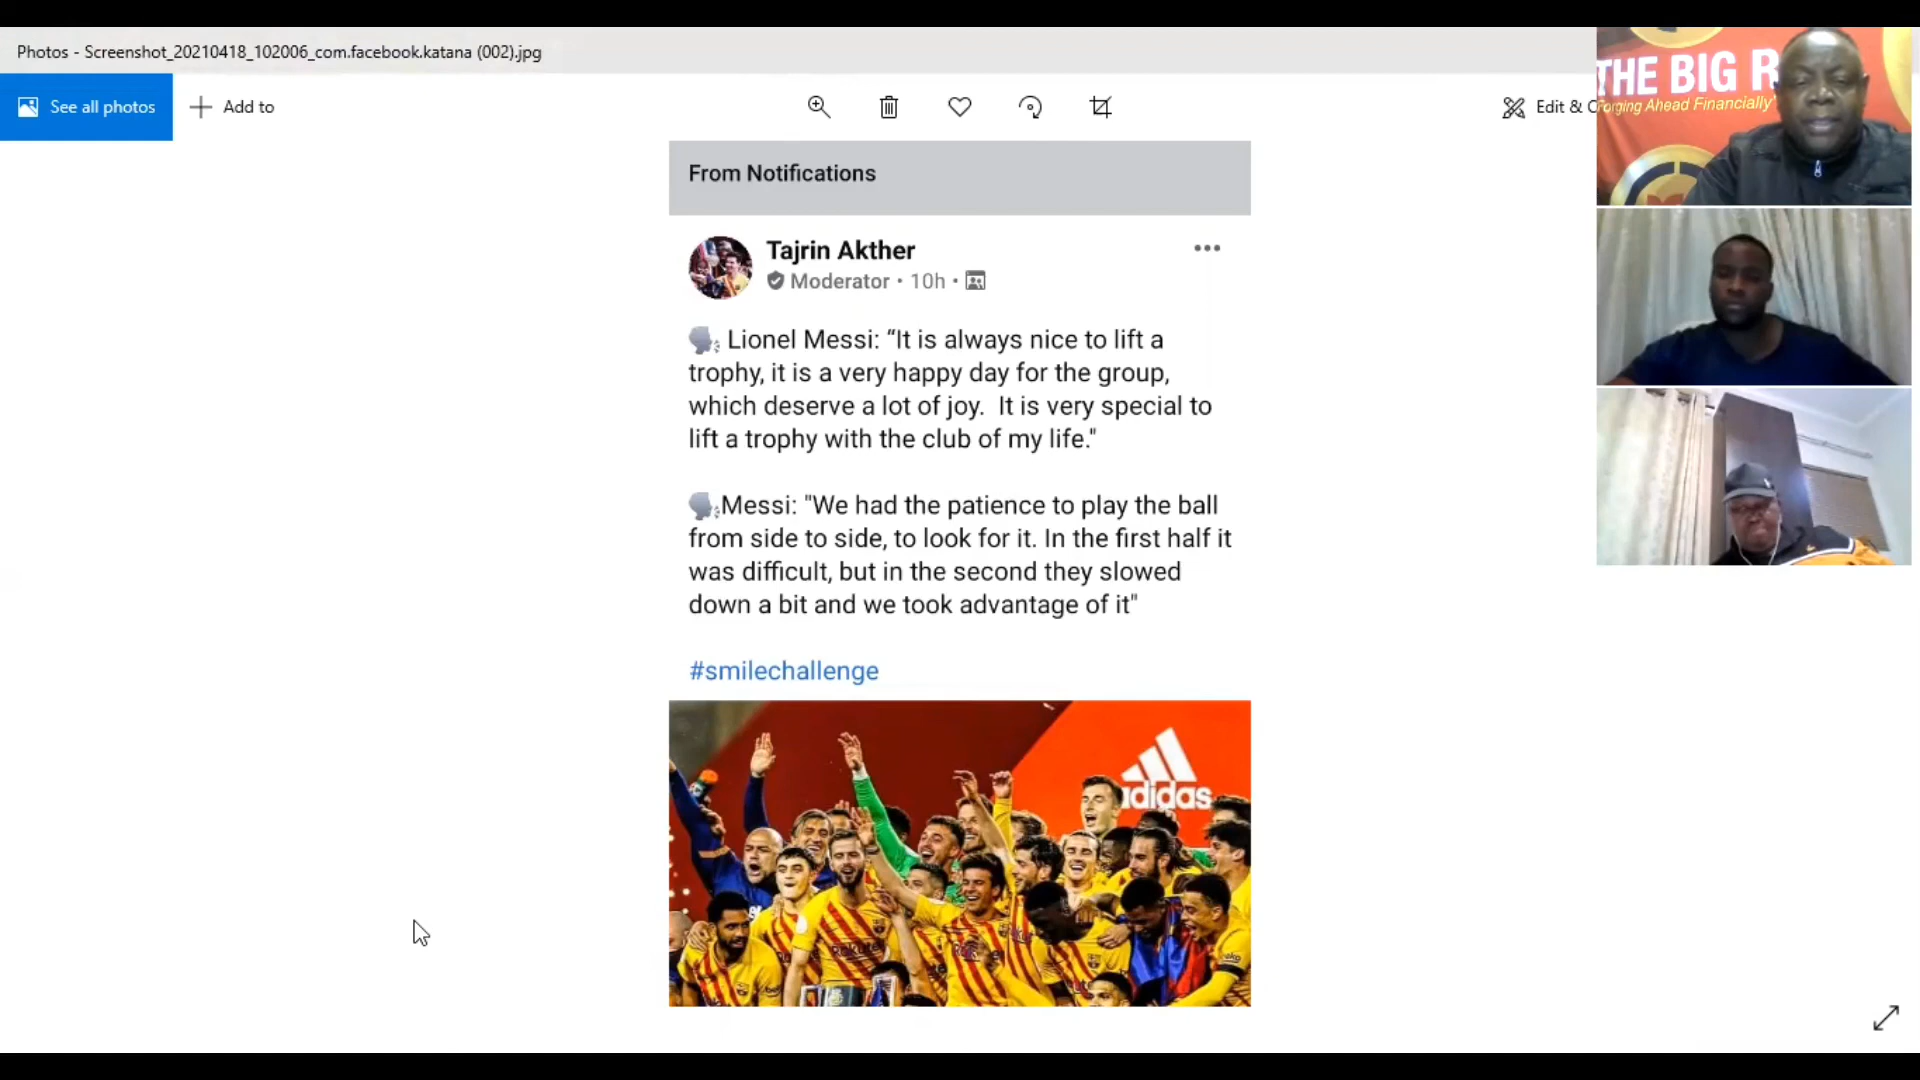 Photos - Screenshot_20210418_102006_com.facebook.katana (002).jpg
See all photos
Add to
Edit & C
THE BIG R
Forging Ahead Financially
From Notifications
Tajrin Akther
Moderator • 10h •
Lionel Messi: “It is always nice to lift a
trophy, it is a very happy day for the group,
which deserve a lot of joy.  It is very special to
lift a trophy with the club of my life."
Messi: "We had the patience to play the ball
from side to side, to look for it. In the first half it
was difficult, but in the second they slowed
down a bit and we took advantage of it"
#smilechallenge
adidas
Rakuten